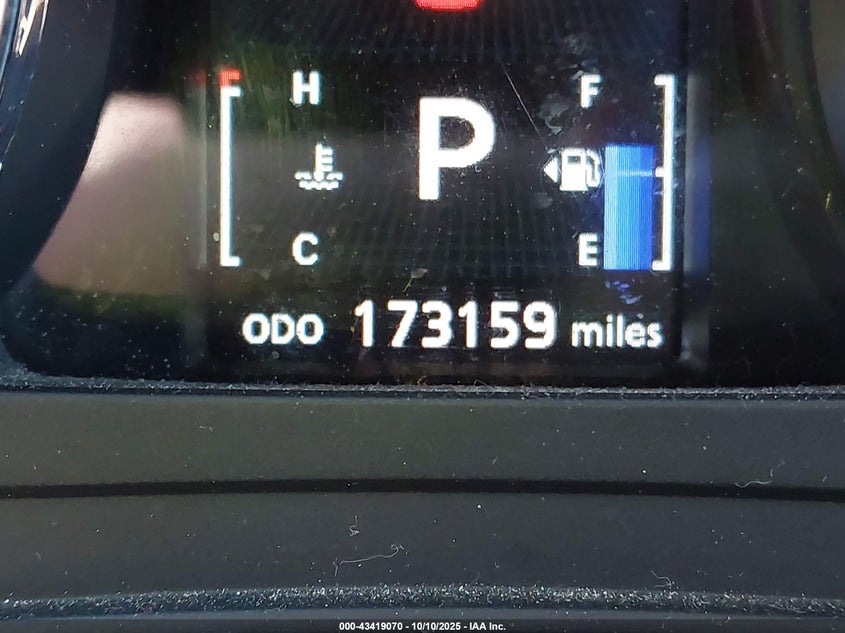 H F
P
C E
ODO 173159 miles
000-43419070 - 10/10/2025 - IAA Inc.